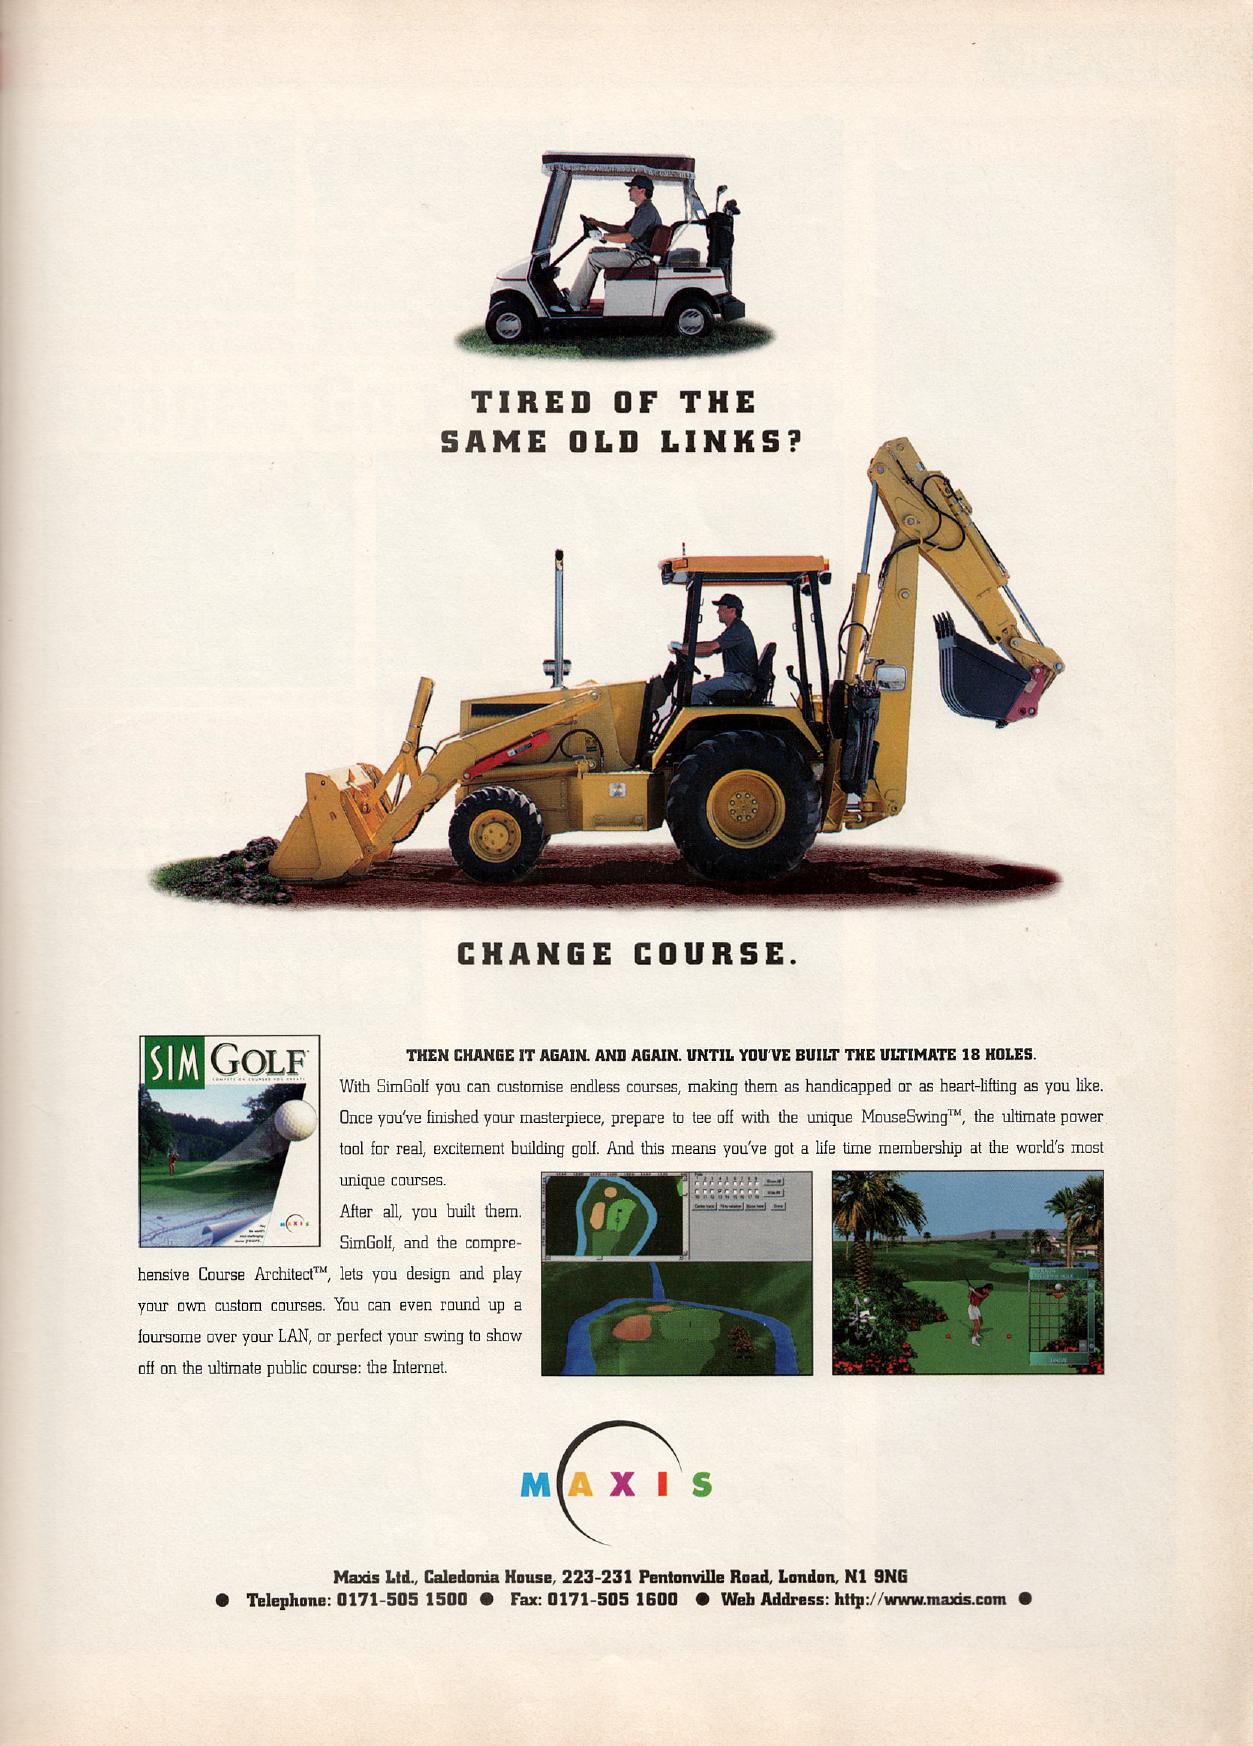 TIRED OF THE
SAME OLD LINKS?
CHANGE COURSE.
SIM GOLF
COMPETE ON COURSES YOU CREATE!
MAXIS
THEN CHANGE IT AGAIN. AND AGAIN. UNTIL YOU'VE BUILT THE ULTIMATE 18 HOLES.
With SimGolf you can customise endless courses, making them as handicapped or as heart-lifting as you like.
Once you've finished your masterpiece, prepare to tee off with the unique MouseSwing™, the ultimate power
tool for real, excitement building golf. And this means you've got a life time membership at the world's most
unique courses.
After all, you built them.
SimGolf, and the compre-
hensive Course Architect™, lets you design and play
your own custom courses. You can even round up a
foursome over your LAN, or perfect your swing to show
off on the ultimate public course: the Internet.
MAXIS
Maxis Ltd., Caledonia House, 223-231 Pentonville Road, London, N1 9NG
● Telephone: 0171-505 1500 ● Fax: 0171-505 1600 ● Web Address: http://www.maxis.com ●